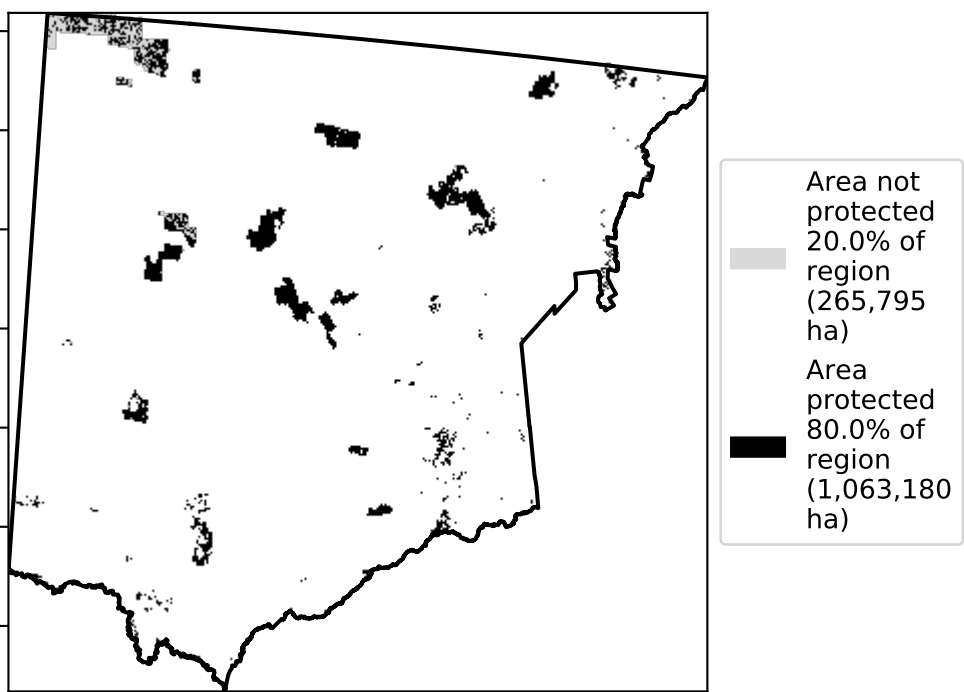 Area not
protected
20.0% of
region
(265,795
ha)
Area
protected
80.0% of
region
(1,063,180
ha)